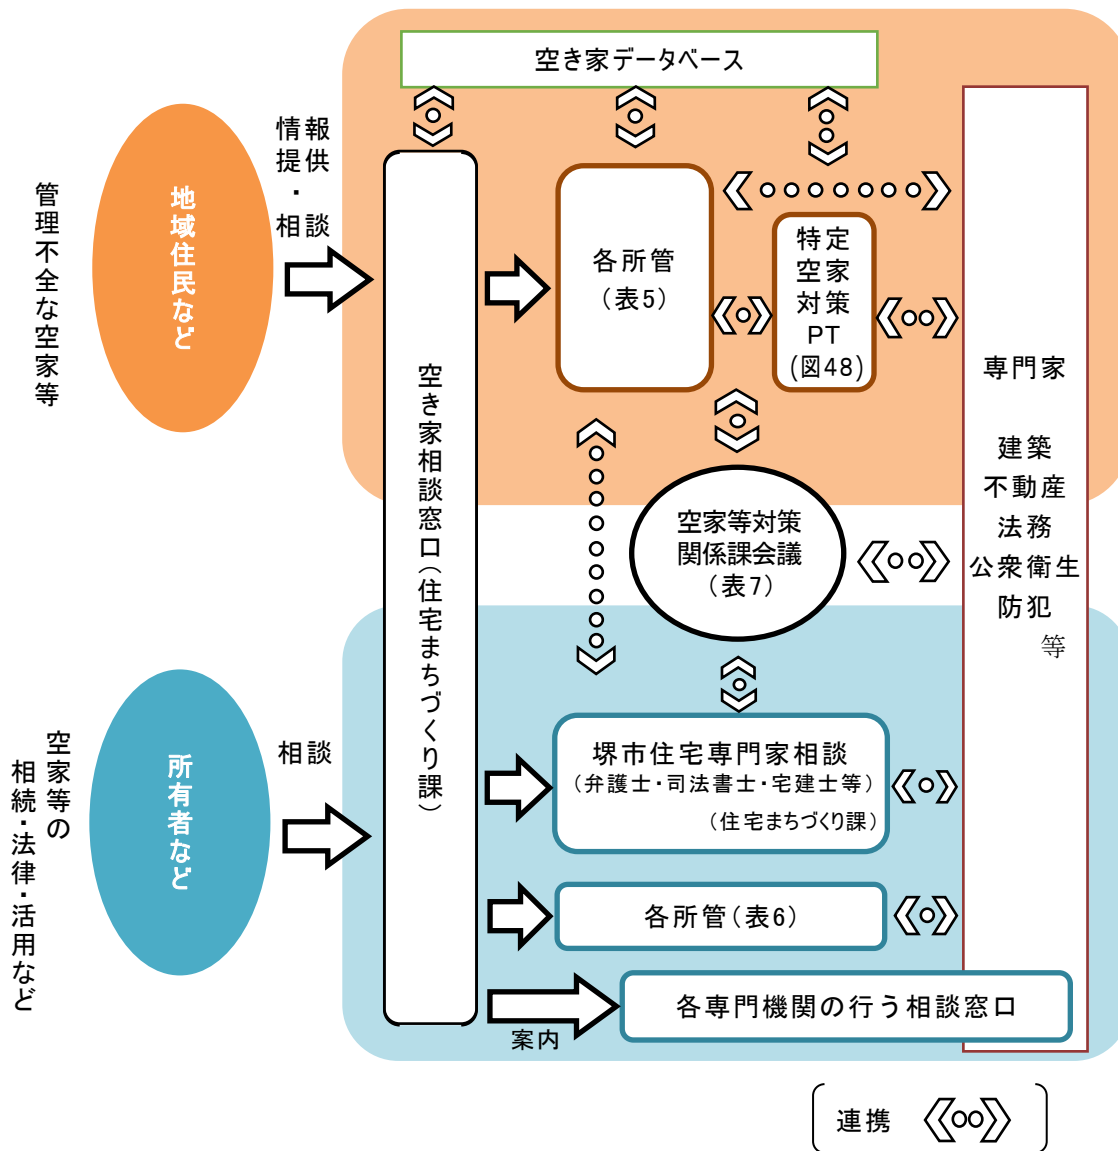 空き家データベース
情報
提供
・
相談
管理不全な空家等
地域住民など
各所管
（表5）
特定
空家
対策
PT
(図48)
空き家相談窓口（住宅まちづくり課）
専門家
建築
不動産
法務
公衆衛生
防犯
等
空家等対策
関係課会議
（表7）
空家等の
相続・法律・活用など
所有者など
相談
堺市住宅専門家相談
（弁護士・司法書士・宅建士等）
（住宅まちづくり課）
各所管（表6）
各専門機関の行う相談窓口
案内
連携